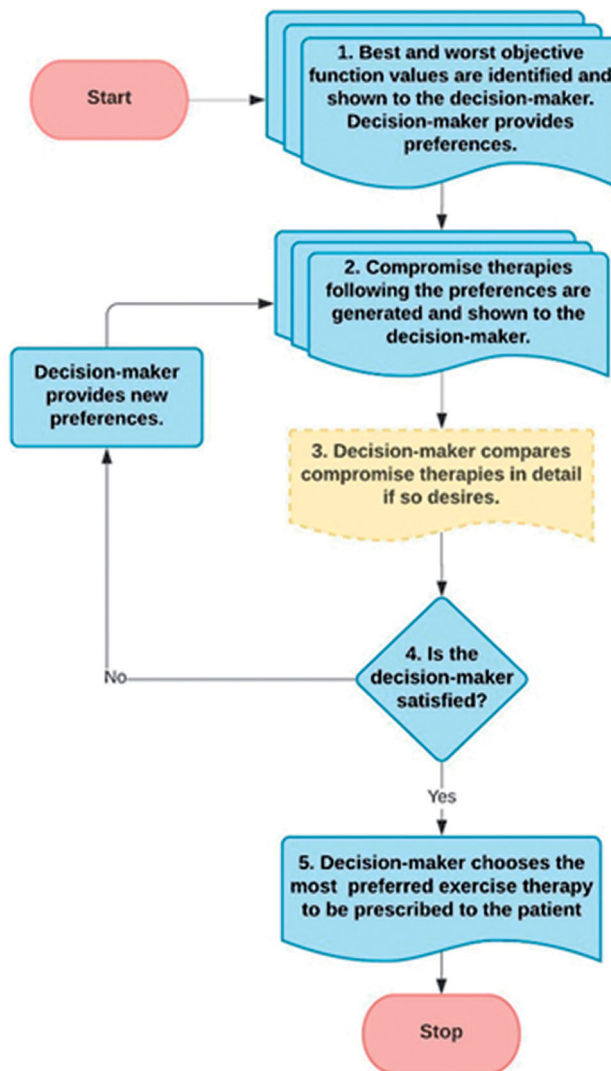 Start
1. Best and worst objective
function values are identified and
shown to the decision-maker.
Decision-maker provides
preferences.
2. Compromise therapies
following the preferences are
generated and shown to the
decision-maker.
Decision-maker
provides new
preferences.
3. Decision-maker compares
compromise therapies in detail
if so desires.
4. Is the
decision-maker
satisfied?
No
Yes
5. Decision-maker chooses the
most preferred exercise therapy
to be prescribed to the patient
Stop